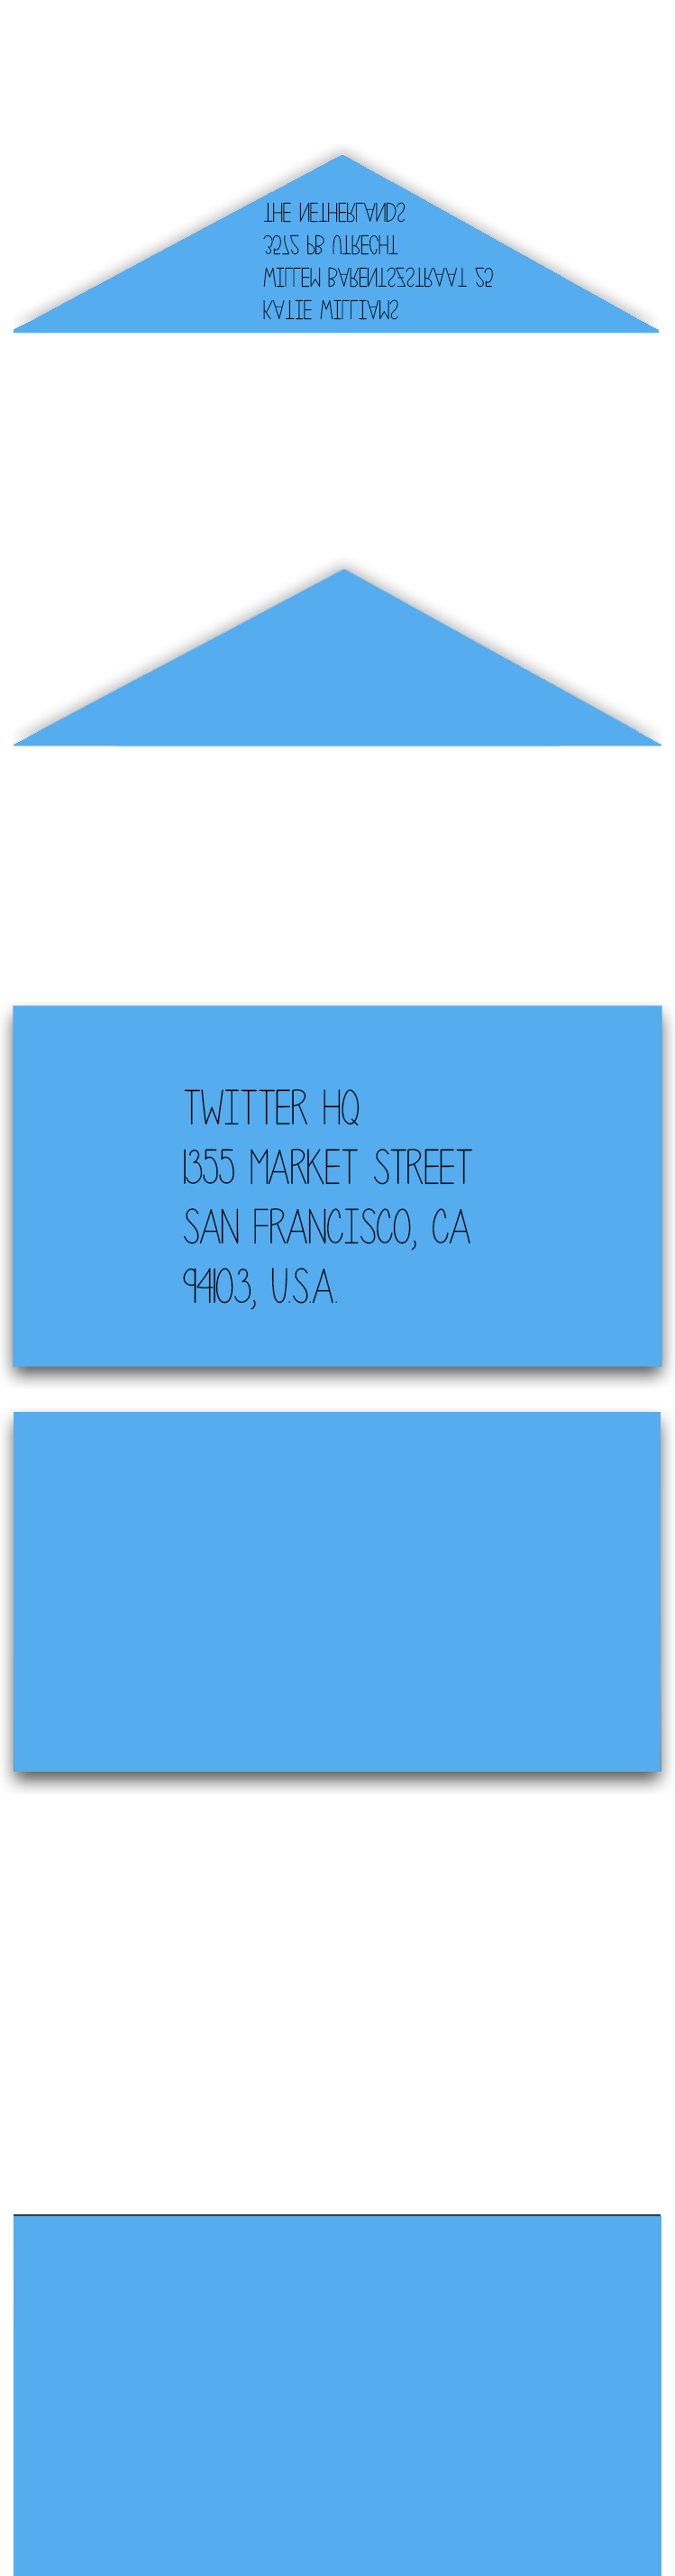 KATIE WILLIAMS
WILLEM BARENTSZSTRAAT 25
3572 PB UTRECHT
THE NETHERLANDS
TWITTER HQ
1355 MARKET STREET
SAN FRANCISCO, CA
94103, U.S.A.